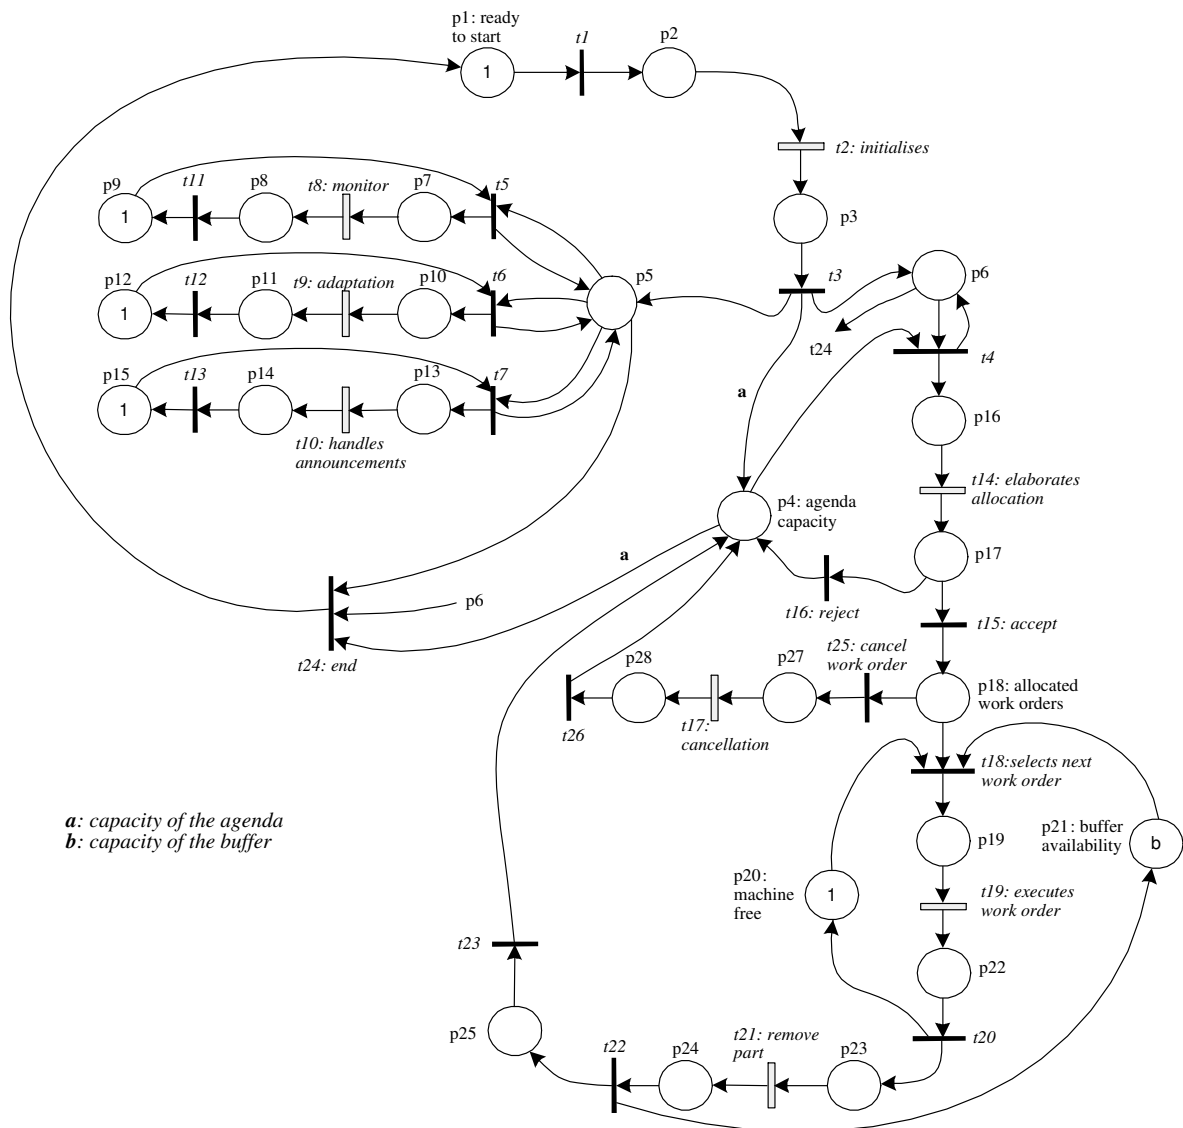 p1: ready
to start
1
t1
p2
t2: initialises
p3
t3
p9
1
t11
p8
t8: monitor
p7
t5
p12
1
t12
p11
t9: adaptation
p10
t6
p15
1
t13
p14
t10: handles
announcements
p13
t7
p5
p6
t24
t4
a
p16
t14: elaborates
allocation
p4: agenda
capacity
p17
a
t16: reject
t15: accept
p6
t24: end
p28
p27
t25: cancel
work order
p18: allocated
work orders
t26
t17:
cancellation
t18:selects next
work order
a: capacity of the agenda
b: capacity of the buffer
p19
p21: buffer
availability
b
p20:
machine
free
1
t19: executes
work order
p22
t23
p25
t22
p24
t21: remove
part
p23
t20